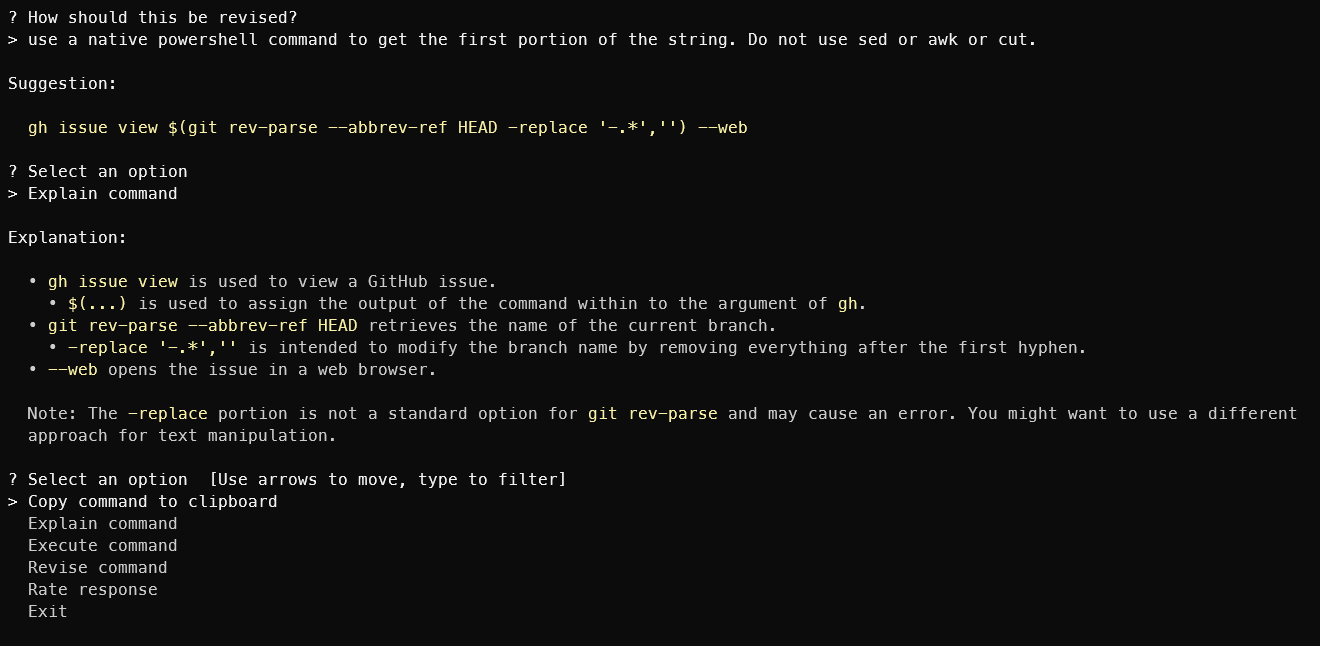 ? How should this be revised?
> use a native powershell command to get the first portion of the string. Do not use sed or awk or cut.
Suggestion:
gh issue view $(git rev-parse --abbrev-ref HEAD -replace '-.*','') --web
? Select an option
> Explain command
Explanation:
• gh issue view is used to view a GitHub issue.
• $(...) is used to assign the output of the command within to the argument of gh.
• git rev-parse --abbrev-ref HEAD retrieves the name of the current branch.
• -replace '-.*','' is intended to modify the branch name by removing everything after the first hyphen.
• --web opens the issue in a web browser.
Note: The -replace portion is not a standard option for git rev-parse and may cause an error. You might want to use a different
approach for text manipulation.
? Select an option  [Use arrows to move, type to filter]
> Copy command to clipboard
Explain command
Execute command
Revise command
Rate response
Exit